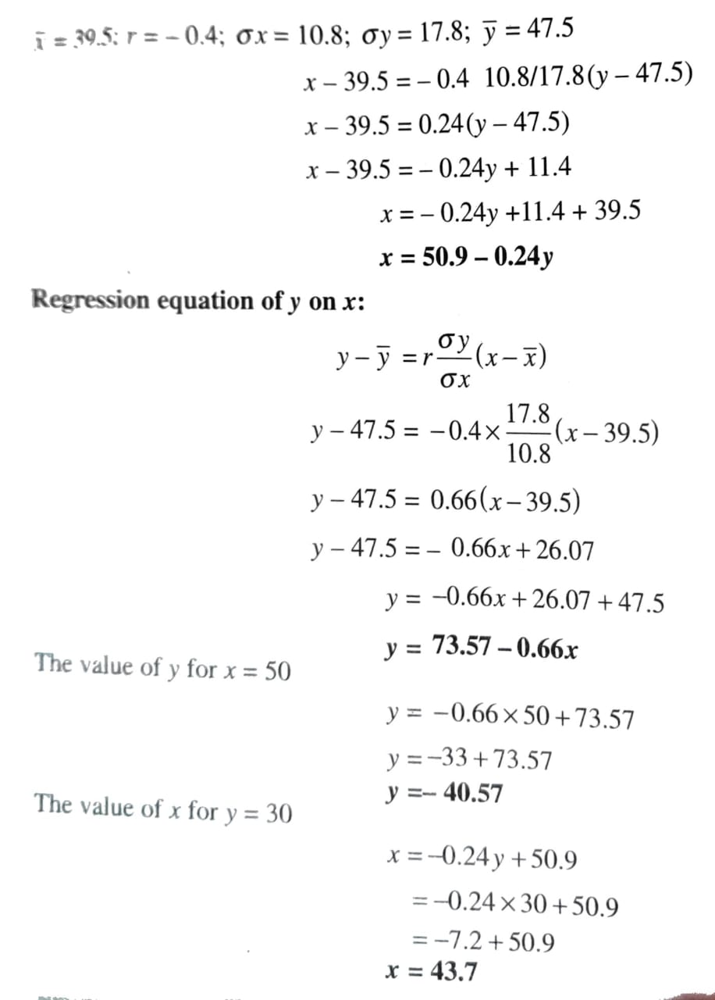 x̄ = 39.5; r = – 0.4; σx = 10.8; σy = 17.8; ȳ = 47.5
x – 39.5 = – 0.4 10.8/17.8(y – 47.5)
x – 39.5 = 0.24(y – 47.5)
x – 39.5 = – 0.24y + 11.4
x = – 0.24y +11.4 + 39.5
x = 50.9 – 0.24y
Regression equation of y on x:
y – ȳ = r σy/σx (x – x̄)
y – 47.5 = –0.4 × 17.8/10.8 (x – 39.5)
y – 47.5 = 0.66(x – 39.5)
y – 47.5 = – 0.66x + 26.07
y = –0.66x + 26.07 + 47.5
y = 73.57 – 0.66x
The value of y for x = 50
y = –0.66 × 50 + 73.57
y = –33 + 73.57
y =– 40.57
The value of x for y = 30
x = –0.24y + 50.9
= –0.24 × 30 + 50.9
= –7.2 + 50.9
x = 43.7